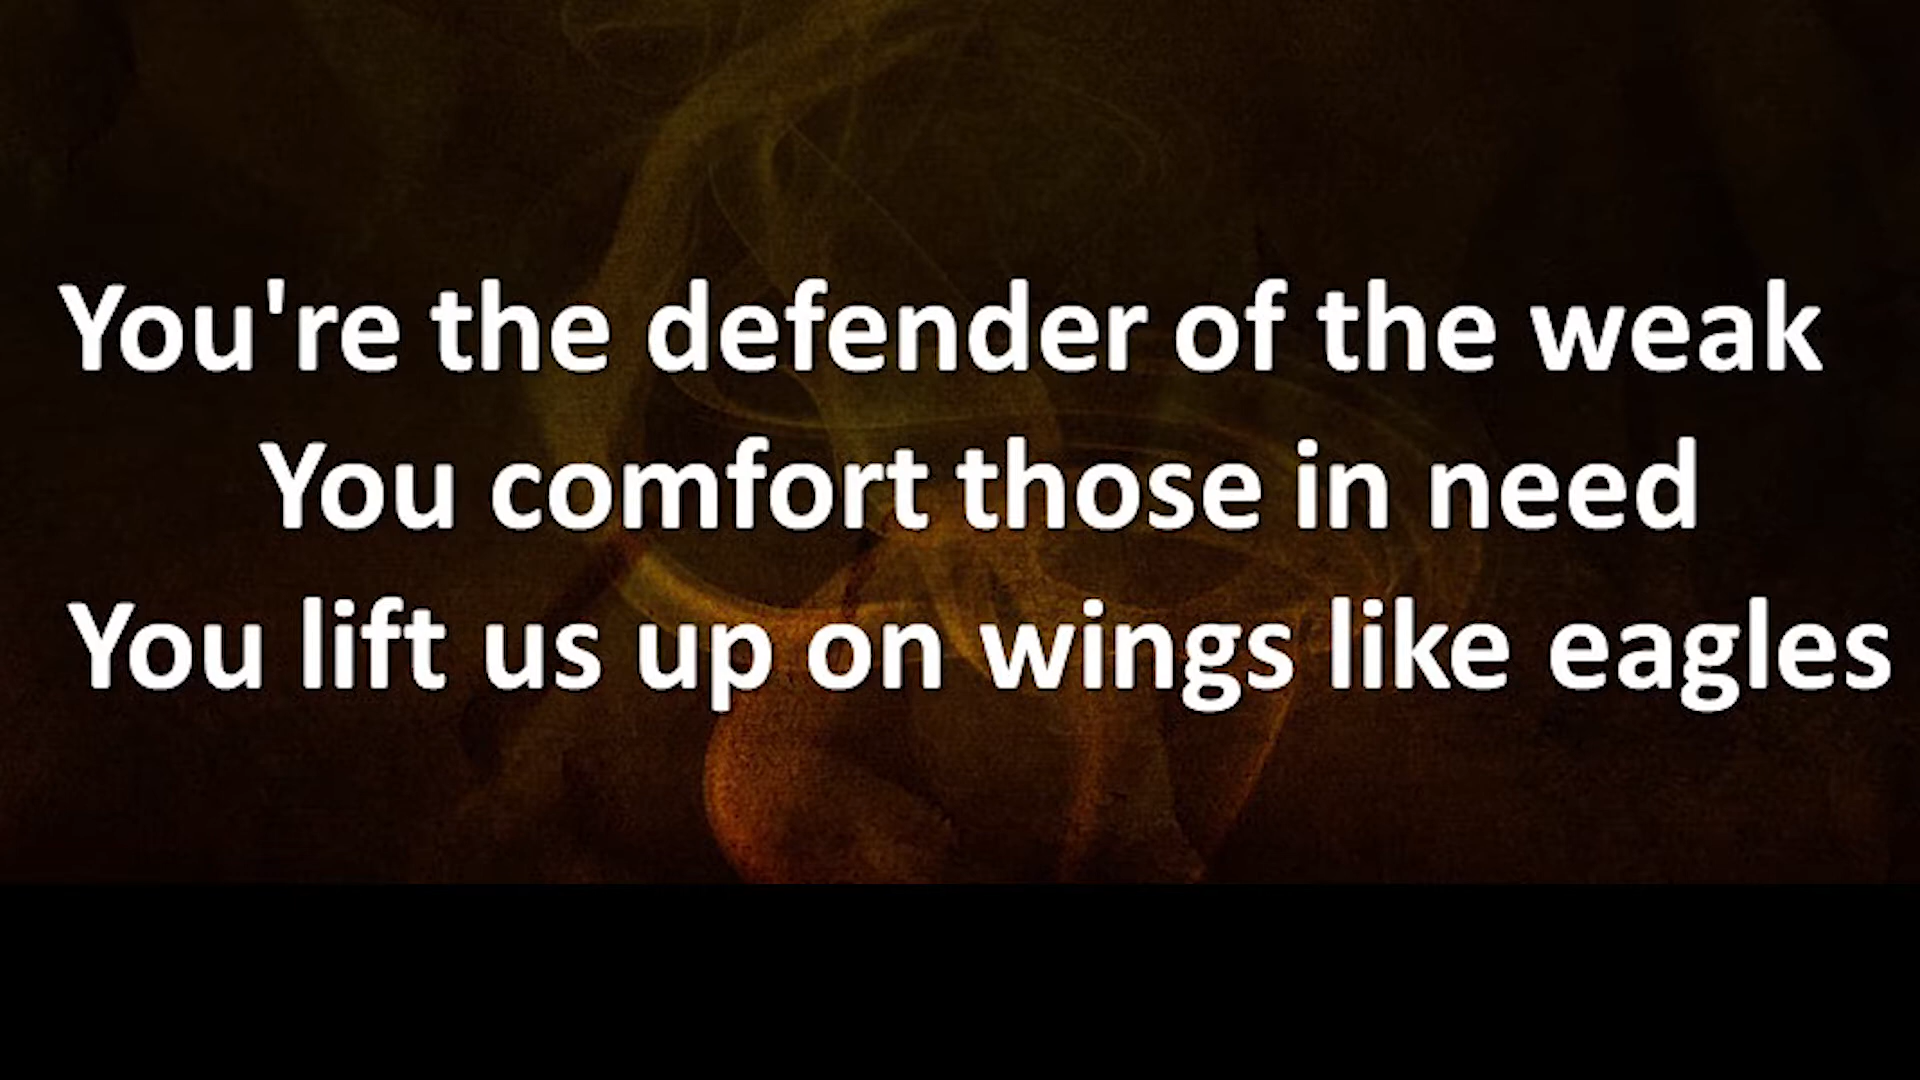 You're the defender of the weak
You comfort those in need
You lift us up on wings like eagles